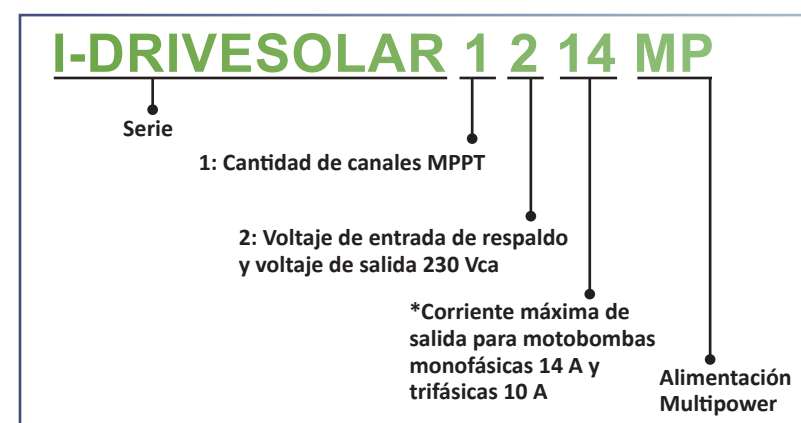 I-DRIVESOLAR 1 2 14 MP
Serie
1: Cantidad de canales MPPT
2: Voltaje de entrada de respaldo
y voltaje de salida 230 Vca
*Corriente máxima de
salida para motobombas
monofásicas 14 A y
trifásicas 10 A
Alimentación
Multipower